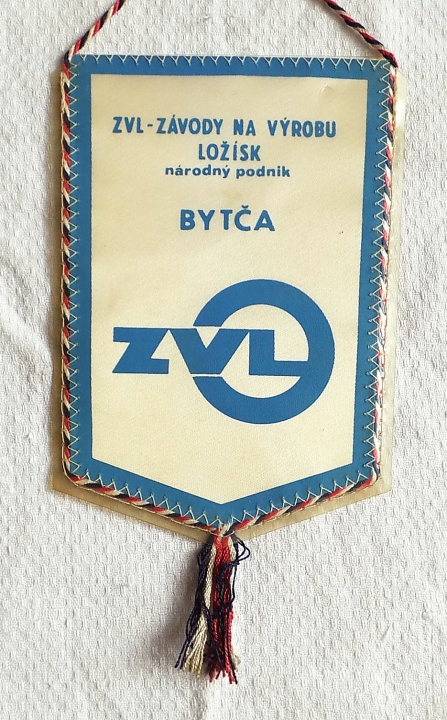 ZVL-ZÁVODY NA VÝROBU
LOŽÍSK
národný podnik
BYTČA
ZVL